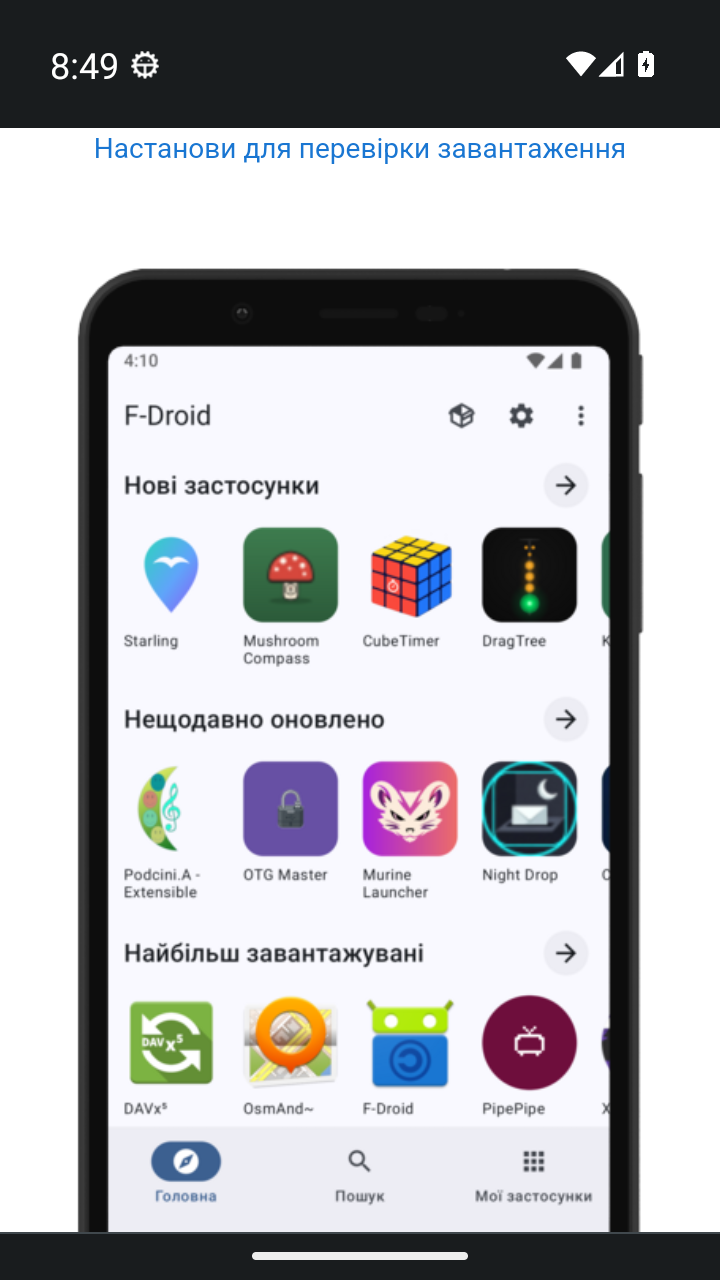 8:49
Настанови для перевірки завантаження
4:10
F-Droid
Нові застосунки
Starling
Mushroom
Compass
CubeTimer
DragTree
K
Нещодавно оновлено
Podcini.A -
Extensible
OTG Master
Murine
Launcher
Night Drop
Найбільш завантажувані
DAVx⁵
DAVx⁵
OsmAnd~
F-Droid
PipePipe
X
Головна
Пошук
Мої застосунки